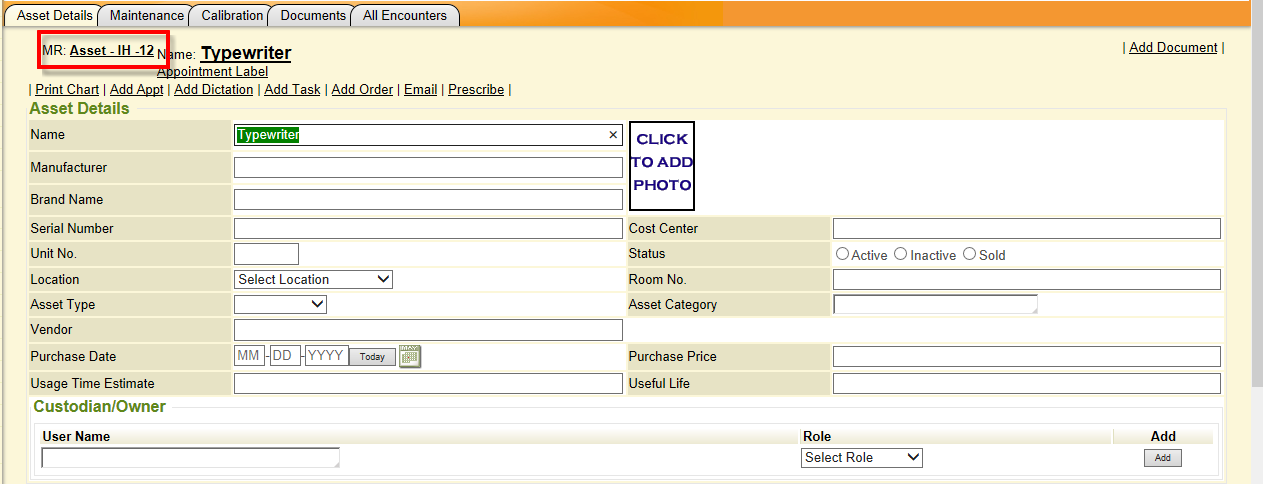 Asset Details Maintenance Calibration Documents All Encounters
MR: Asset - IH -12 Name: Typewriter | Add Document |
Appointment Label
| Print Chart | Add Appt | Add Dictation | Add Task | Add Order | Email | Prescribe |
Asset Details
Name Typewriter ×
CLICK
TO ADD
PHOTO
Manufacturer
Brand Name
Serial Number Cost Center
Unit No. Status Active Inactive Sold
Location Select Location Room No.
Asset Type Asset Category
Vendor
Purchase Date MM - DD - YYYY Today Purchase Price
Usage Time Estimate Useful Life
Custodian/Owner
User Name Role Add
Select Role Add